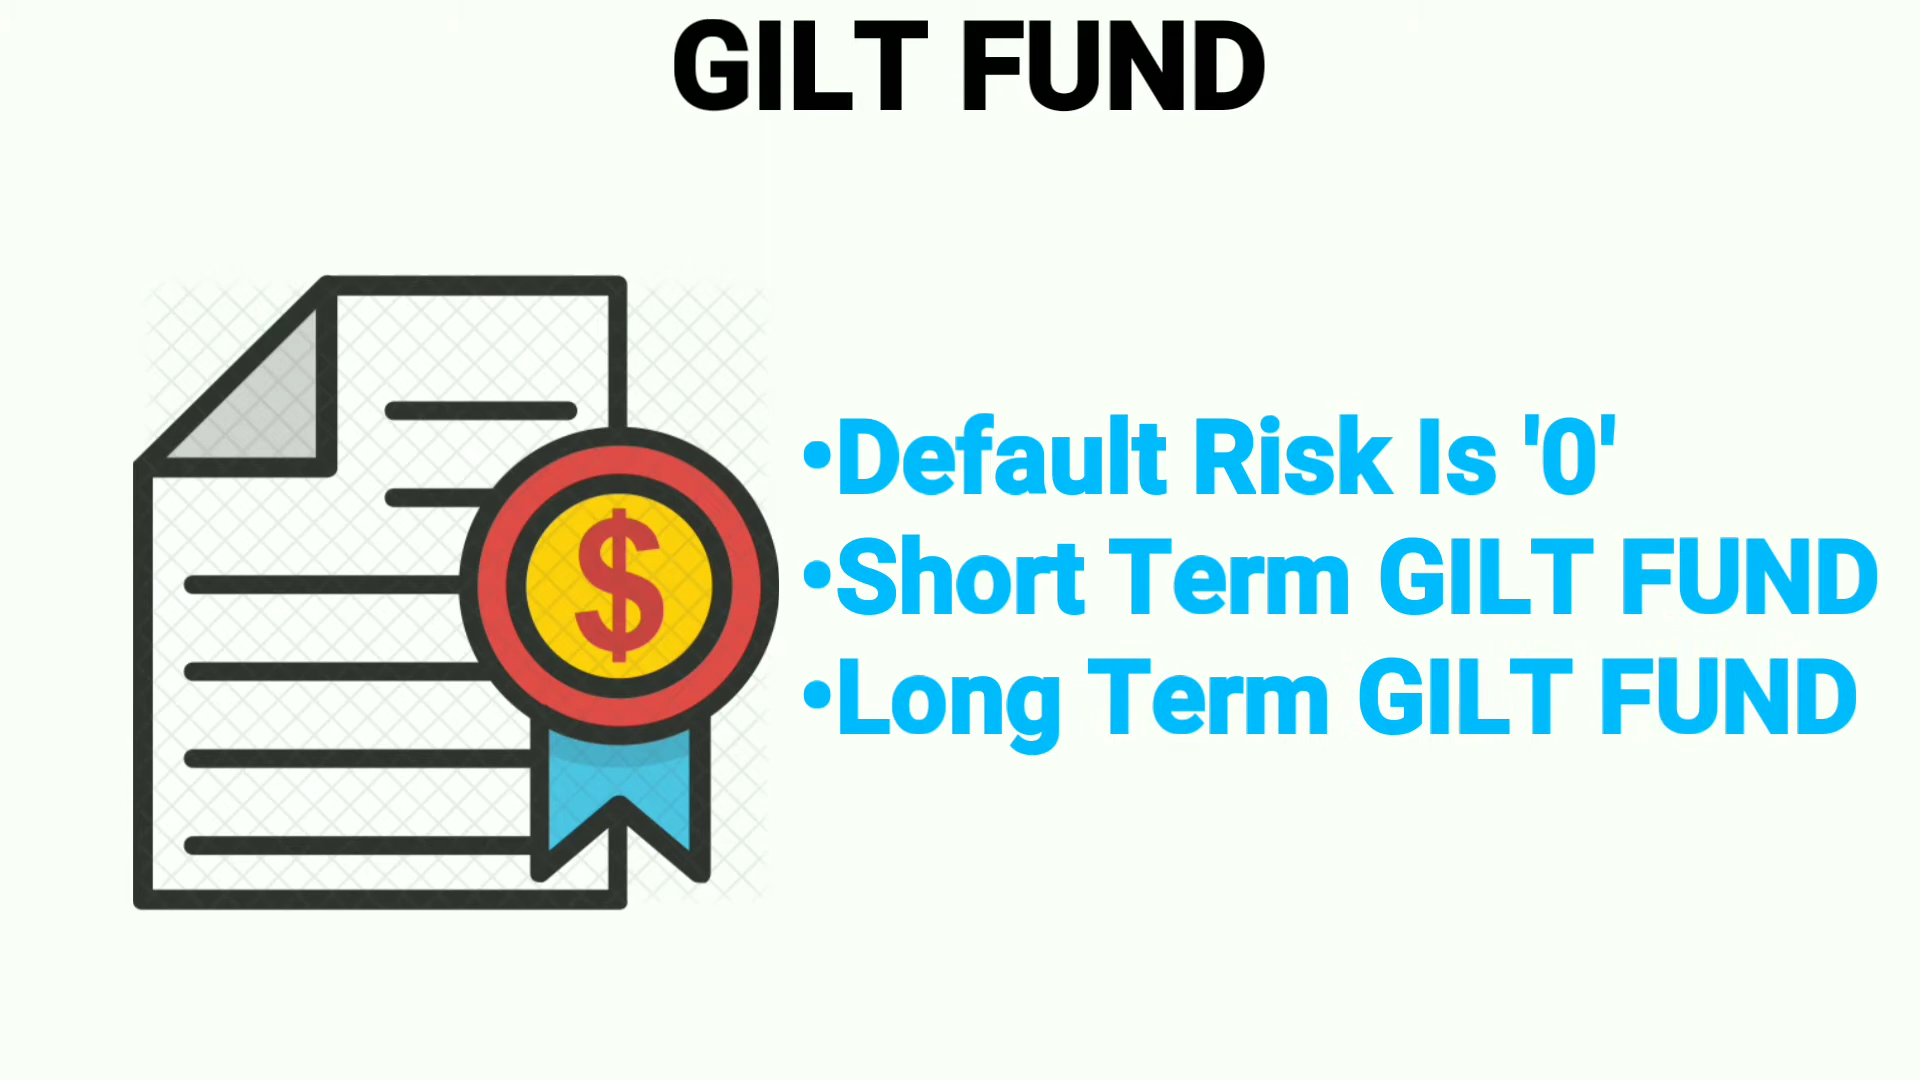 GILT FUND
•Default Risk Is '0'
•Short Term GILT FUND
•Long Term GILT FUND
$